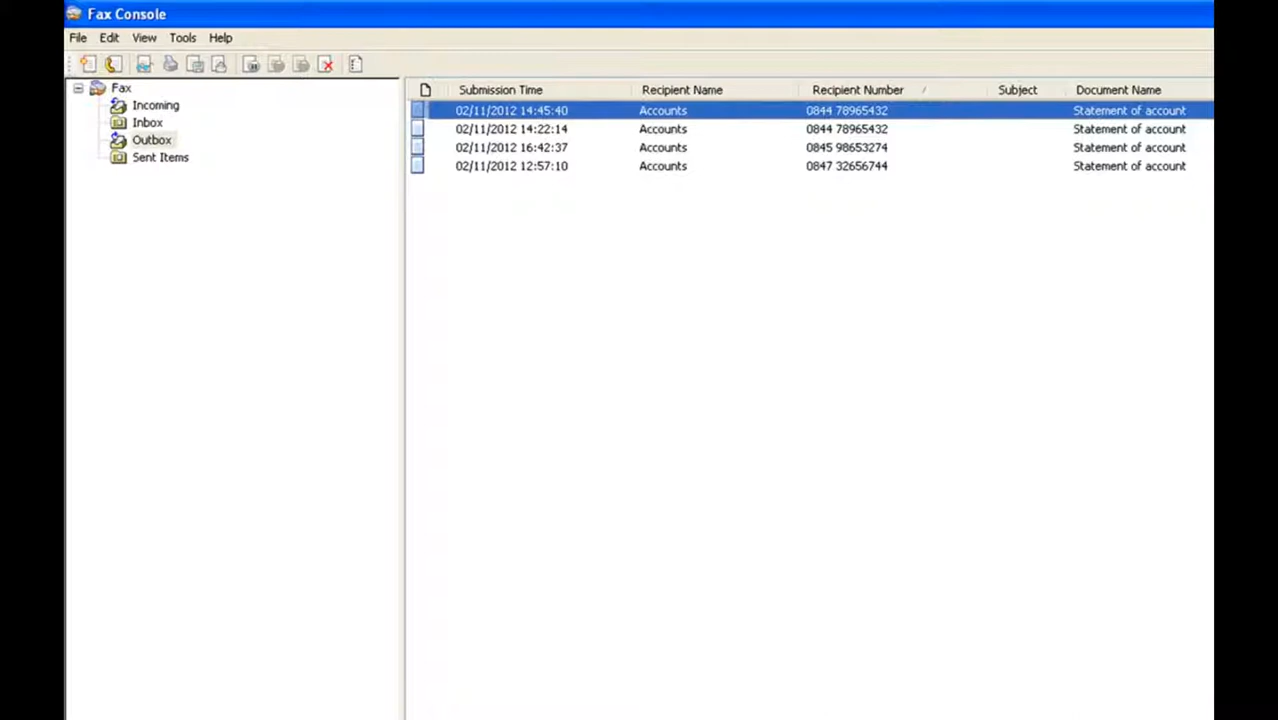 Fax Console
File Edit View Tools Help
Fax
Incoming
Inbox
Outbox
Sent Items
Submission Time Recipient Name Recipient Number Subject Document Name
02/11/2012 14:45:40 Accounts 0844 78965432 Statement of account
02/11/2012 14:22:14 Accounts 0844 78965432 Statement of account
02/11/2012 16:42:37 Accounts 0845 98653274 Statement of account
02/11/2012 12:57:10 Accounts 0847 32656744 Statement of account